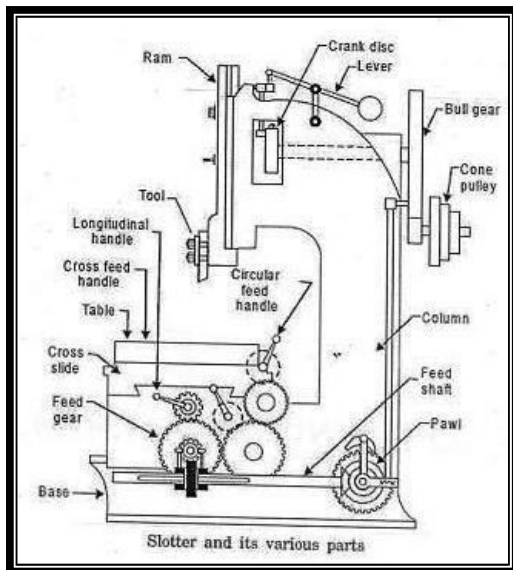 Crank disc
Ram
Lever
Bull gear
Cone
pulley
Tool
Longitudinal
handle
Cross feed
handle
Circular
feed
handle
Table
Column
Cross
slide
Feed
shaft
Feed
gear
Pawl
Base
Slotter and its various parts